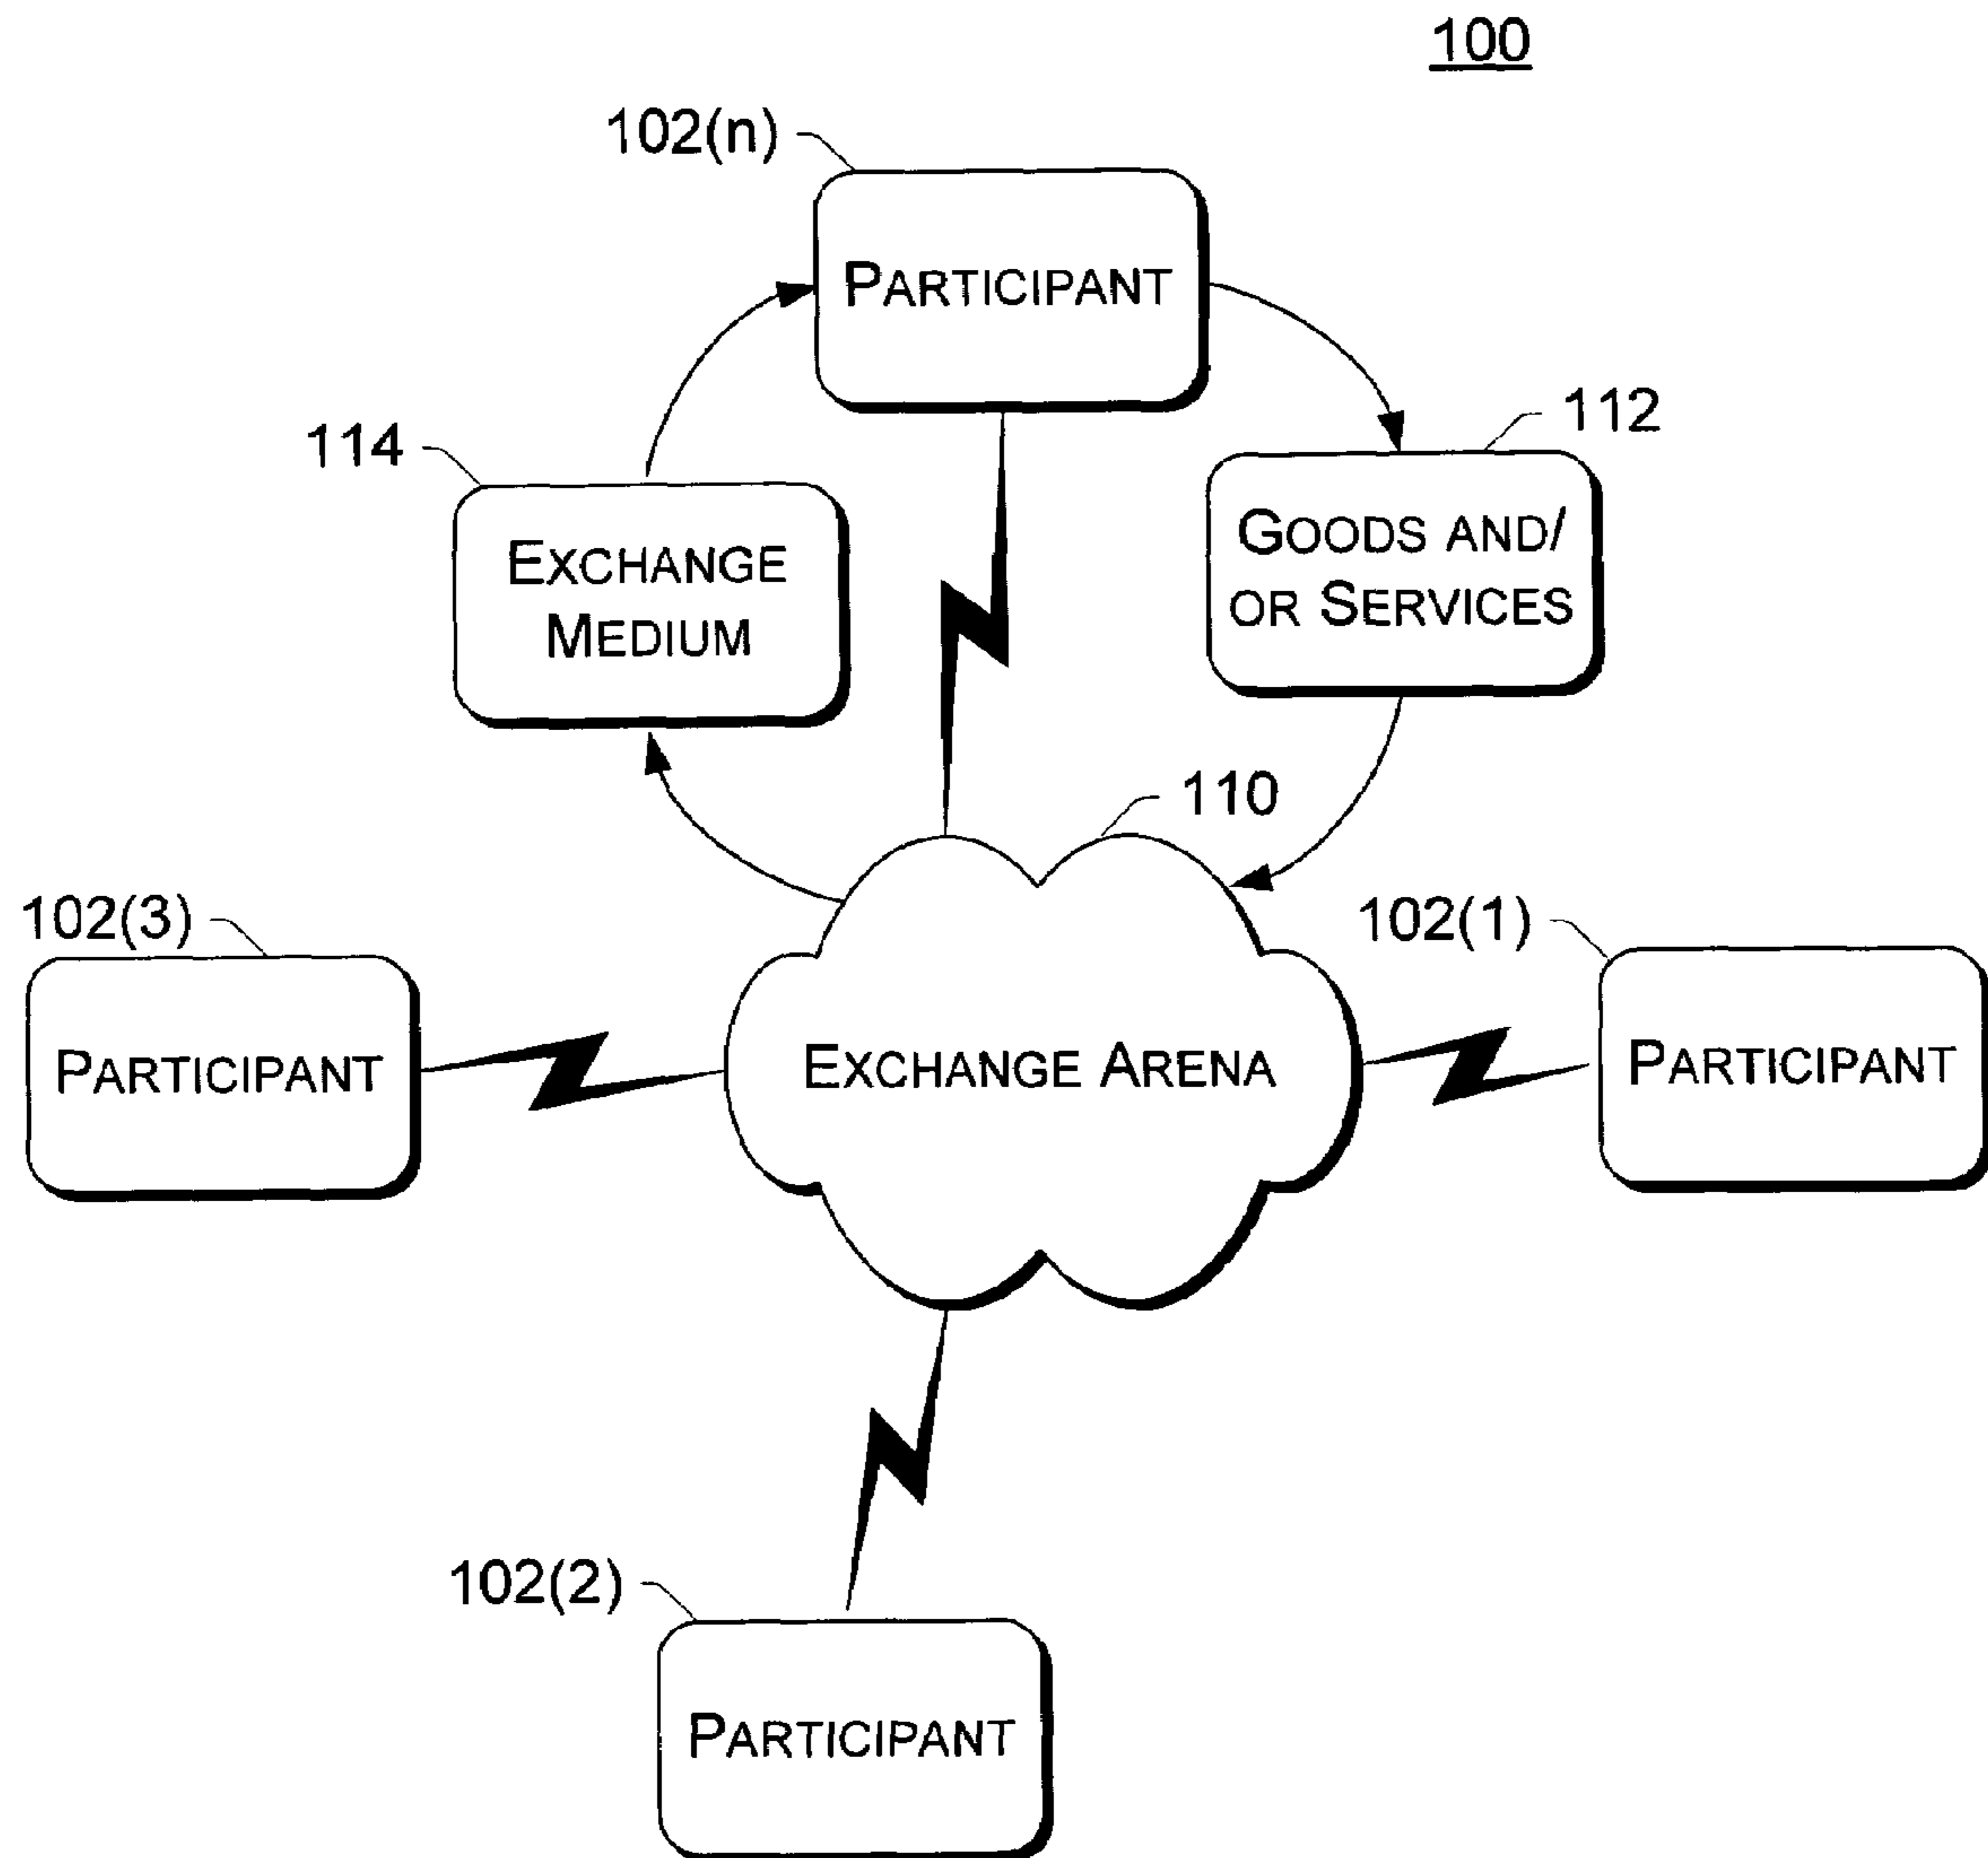 100
102(n)
PARTICIPANT
114
112
EXCHANGE
MEDIUM
GOODS AND/
OR SERVICES
110
102(3)
102(1)
PARTICIPANT
EXCHANGE ARENA
PARTICIPANT
102(2)
PARTICIPANT